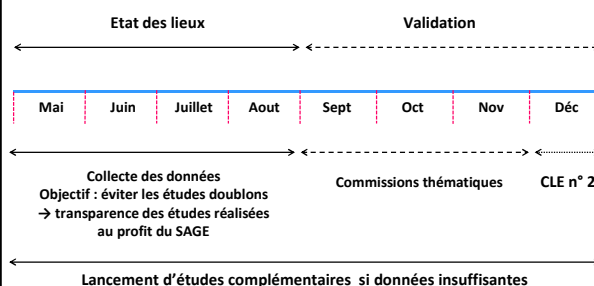 Etat des lieux Validation
Mai Juin Juillet Aout Sept Oct Nov Déc
Collecte des données
Objectif : éviter les études doublons
→ transparence des études réalisées
au profit du SAGE
Commissions thématiques
CLE n° 2
Lancement d'études complémentaires si données insuffisantes